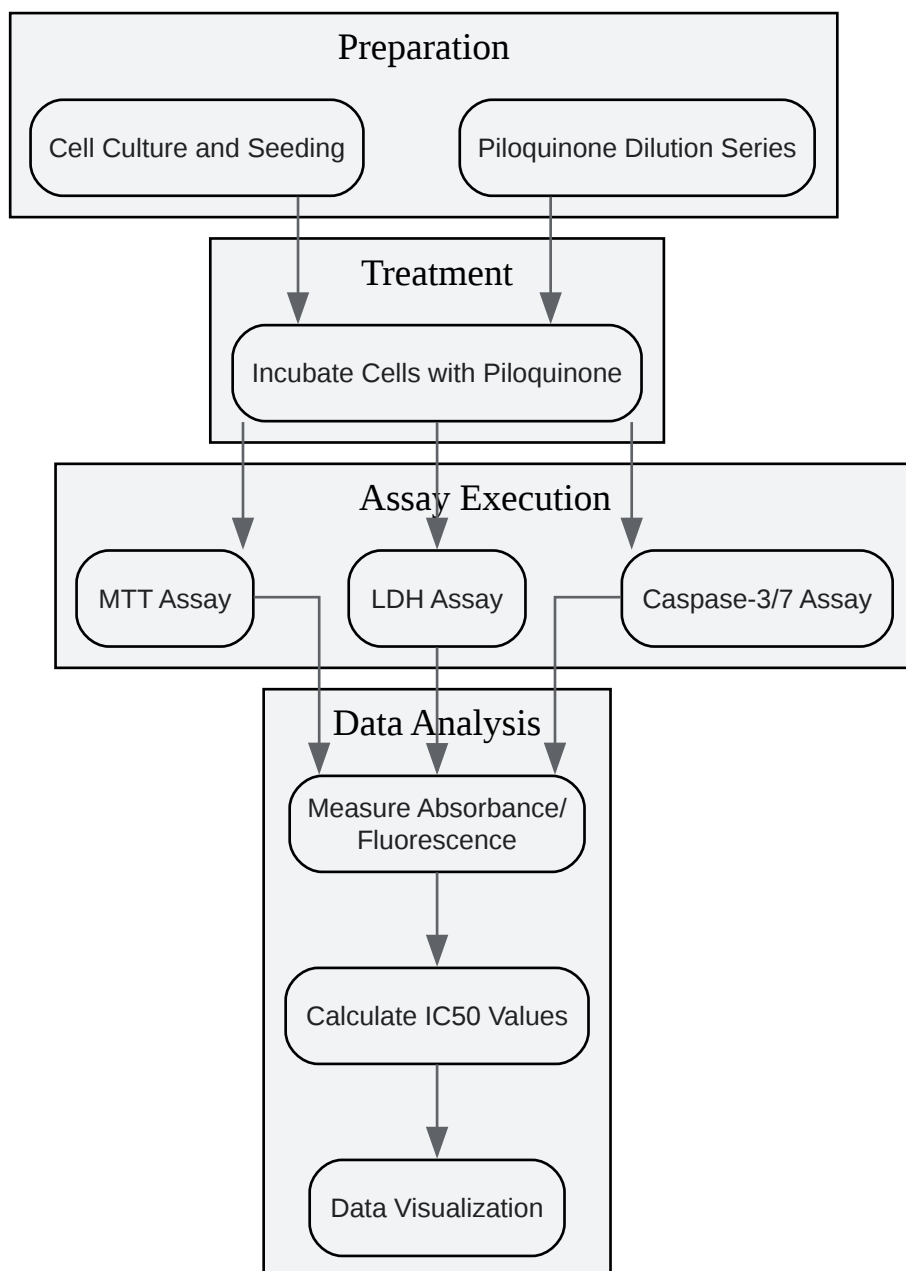 Preparation
Cell Culture and Seeding
Piloquinone Dilution Series
Treatment
Incubate Cells with Piloquinone
Assay Execution
MTT Assay
LDH Assay
Caspase-3/7 Assay
Data Analysis
Measure Absorbance/
Fluorescence
Calculate IC50 Values
Data Visualization